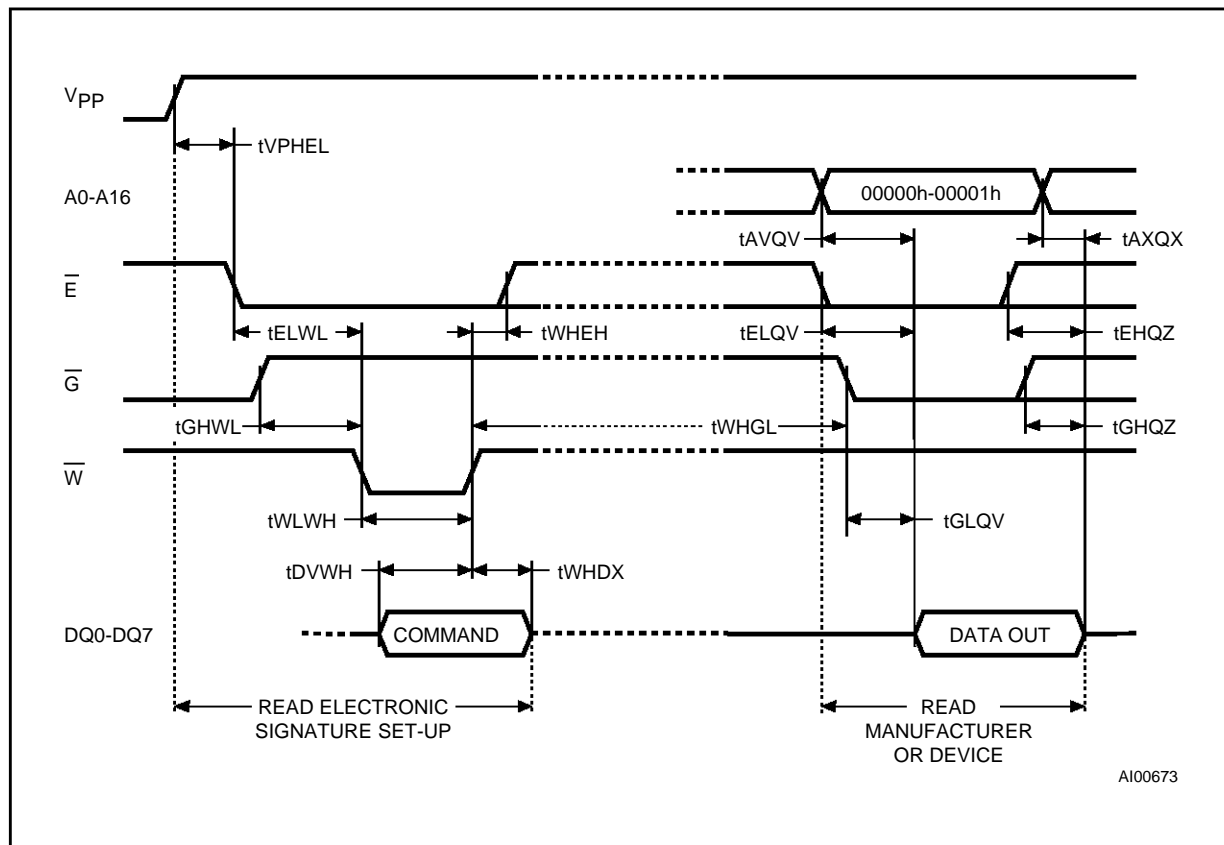 VPP
tVPHEL
A0-A16
00000h-00001h
tAVQV
tAXQX
E
tELWL
tWHEH
tELQV
tEHQZ
G
tGHWL
tWHGL
tGHQZ
W
tWLWH
tGLQV
tDVWH
tWHDX
DQ0-DQ7
COMMAND
DATA OUT
READ ELECTRONIC
SIGNATURE SET-UP
READ
MANUFACTURER
OR DEVICE
AI00673